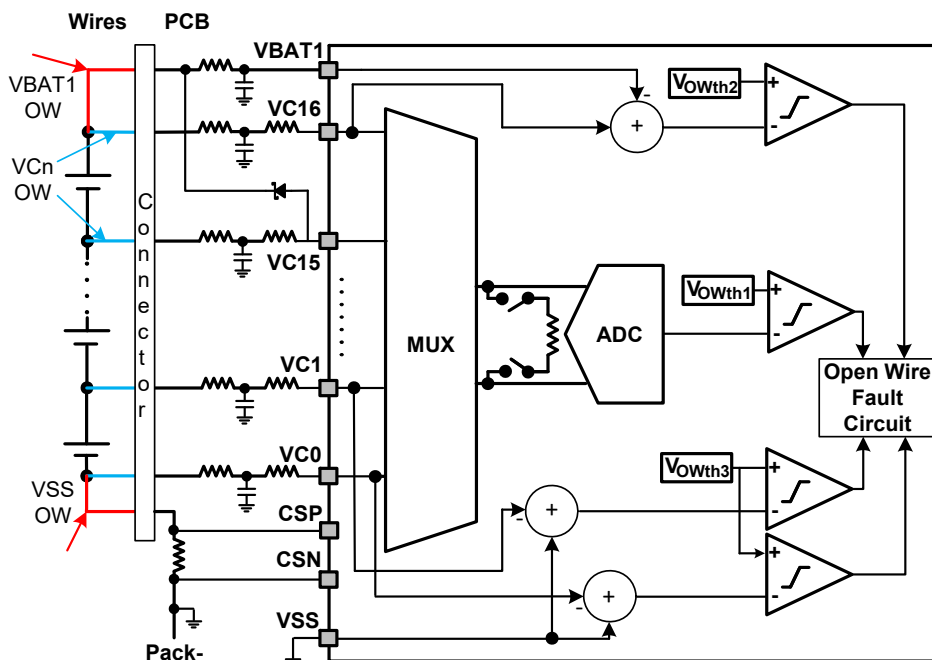 Wires PCB
VBAT1
VBAT1
OW
VOWth2
+
-
-
+
VC16
VCn
OW
Connector
VC15
VOWth1
+
-
MUX
ADC
VC1
Open Wire
Fault
Circuit
VC0
VOWth3
+
-
VSS
OW
-
+
CSP
+
-
CSN
-
+
VSS
Pack-